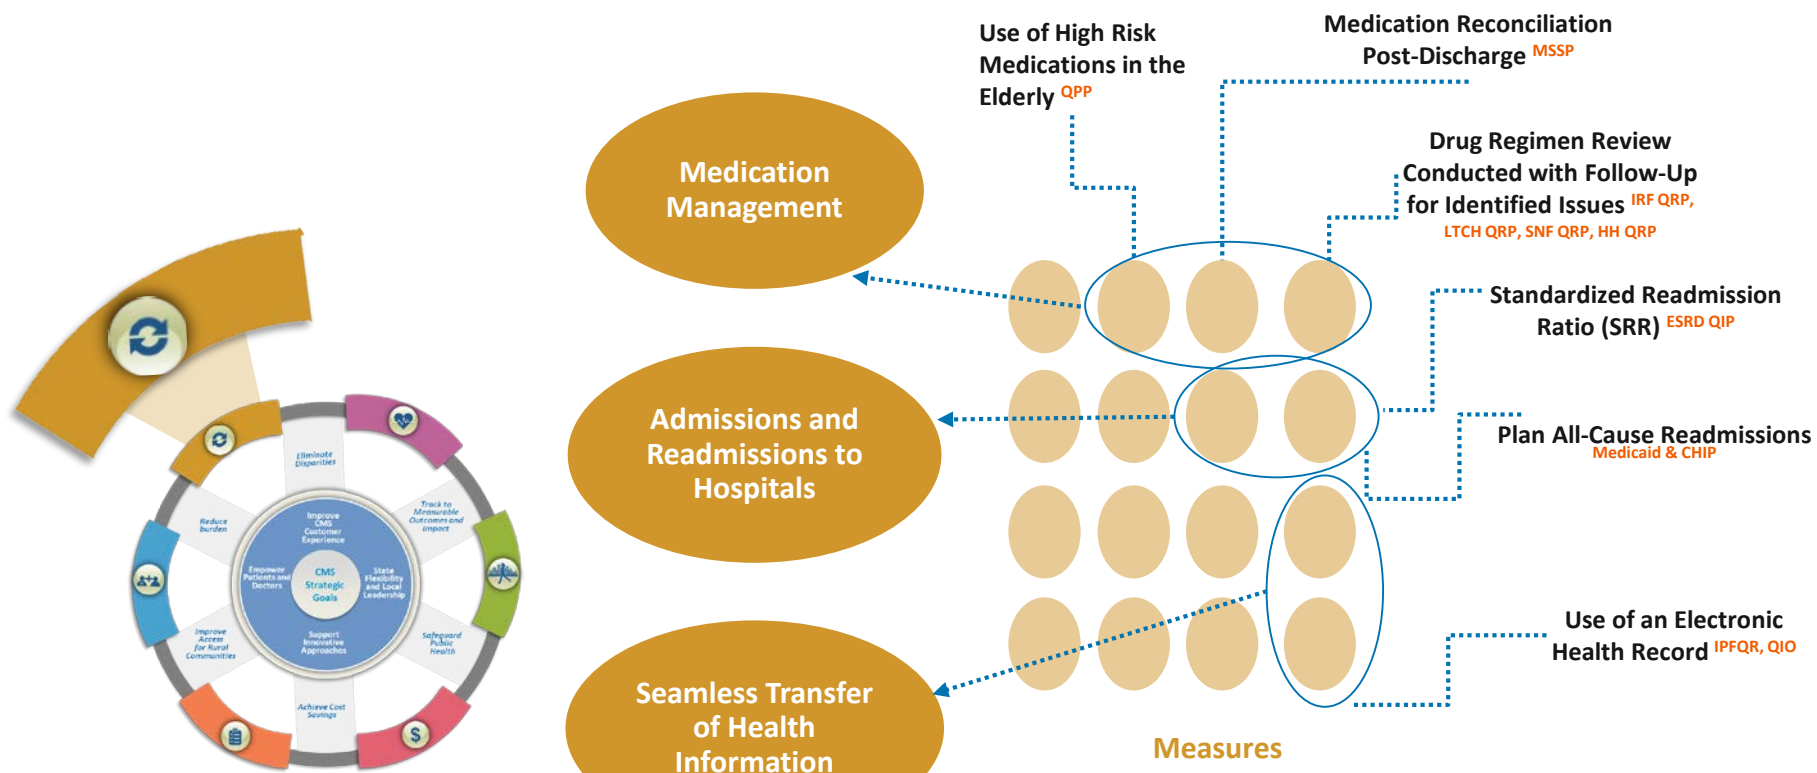 Use of High Risk
Medications in the
Elderly QPP
Medication Reconciliation
Post-Discharge MSSP
Drug Regimen Review
Conducted with Follow-Up
for Identified Issues IRF QRP,
LTCH QRP, SNF QRP, HH QRP
Medication
Management
Standardized Readmission
Ratio (SRR) ESRD QIP
Admissions and
Readmissions to
Hospitals
Plan All-Cause Readmissions
Medicaid & CHIP
Use of an Electronic
Health Record IPFQR, QIO
Seamless Transfer
of Health
Information
Measures
Eliminate
Disparities
Track to
Measurable
Outcomes and
Impact
Reduce
burden
Improve
CMS
Customer
Experience
Empower
Patients and
Doctors
CMS
Strategic
Goals
State
Flexibility
and Local
Leadership
Support
Innovative
Approaches
Improve
Access
for Rural
Communities
Safeguard
Public
Health
Achieve Cost
Savings
$